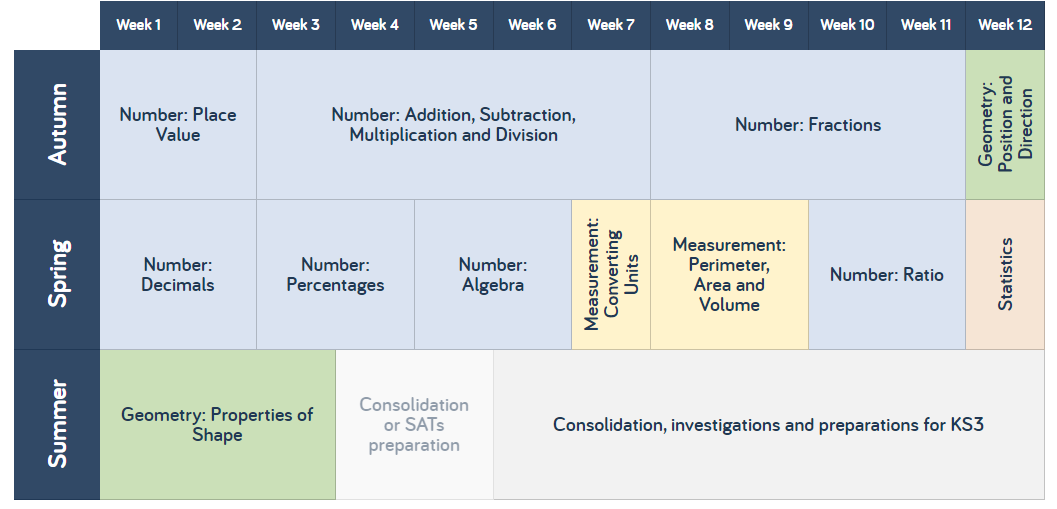 Week 1 Week 2 Week 3 Week 4 Week 5 Week 6 Week 7 Week 8 Week 9 Week 10 Week 11 Week 12
Autumn
Number: Place
Value
Number: Addition, Subtraction,
Multiplication and Division
Number: Fractions
Geometry:
Position and
Direction
Spring
Number:
Decimals
Number:
Percentages
Number:
Algebra
Measurement:
Converting
Units
Measurement:
Perimeter,
Area and
Volume
Number: Ratio
Statistics
Summer
Geometry: Properties of
Shape
Consolidation
or SATs
preparation
Consolidation, investigations and preparations for KS3